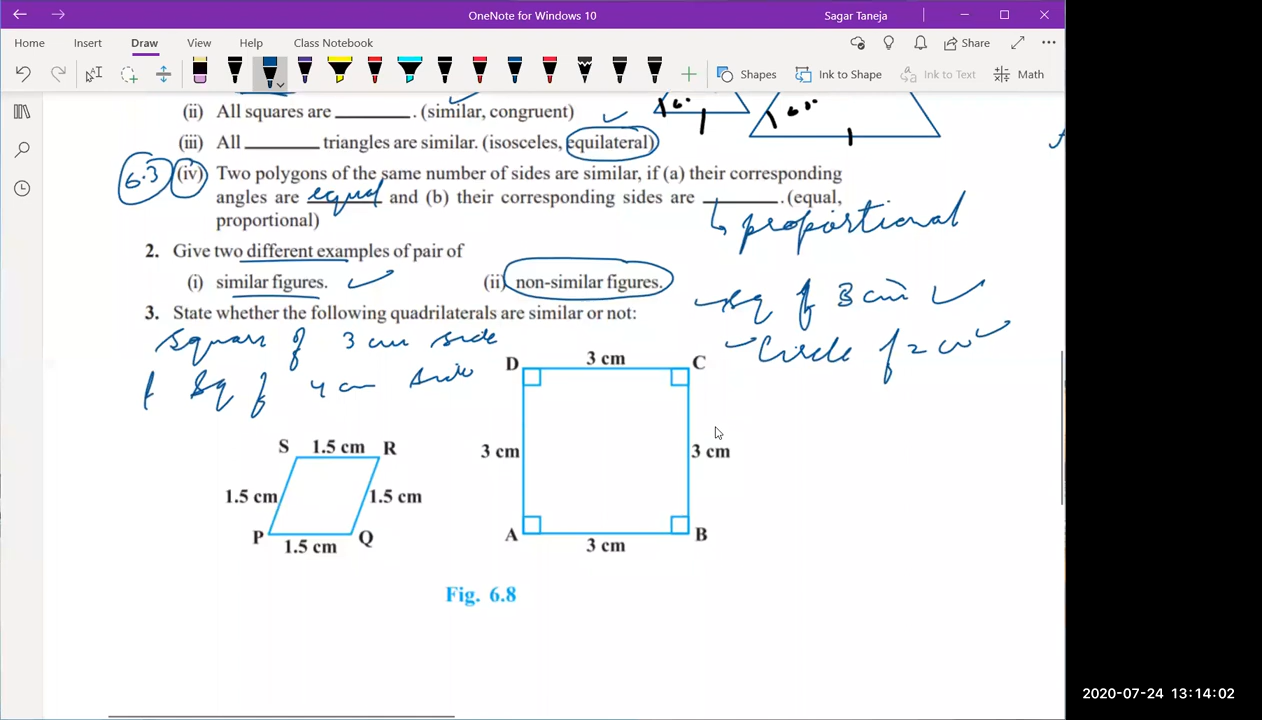 OneNote for Windows 10
Sagar Taneja
Home Insert Draw View Help Class Notebook
Share
Shapes Ink to Shape Ink to Text Math
(ii) All squares are ________ . (similar, congruent)
(iii) All ________ triangles are similar. (isosceles, equilateral)
6.3 (iv) Two polygons of the same number of sides are similar, if (a) their corresponding
angles are equal and (b) their corresponding sides are ________ . (equal,
proportional)
proportional
2. Give two different examples of pair of
(i) similar figures.
(ii) non-similar figures.
sq of 3 cm
Circle of 2 cm
3. State whether the following quadrilaterals are similar or not:
Square of 3 cm side
sq of 4 cm side
D 3 cm C
3 cm 3 cm
A 3 cm B
S 1.5 cm R
1.5 cm 1.5 cm
P 1.5 cm Q
Fig. 6.8
2020-07-24 13:14:02